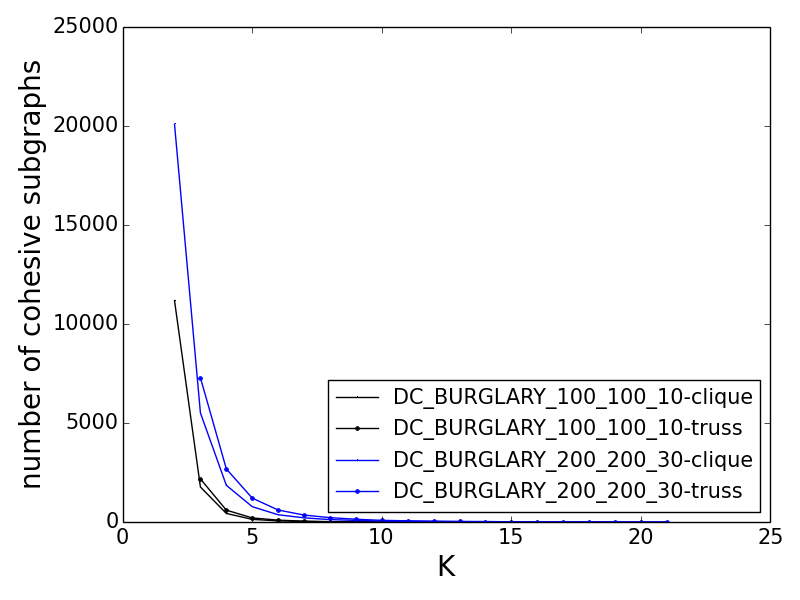 25000
20000
15000
10000
5000
0
number of cohesive subgraphs
DC_BURGLARY_100_100_10-clique
DC_BURGLARY_100_100_10-truss
DC_BURGLARY_200_200_30-clique
DC_BURGLARY_200_200_30-truss
0 5 10 15 20 25
K